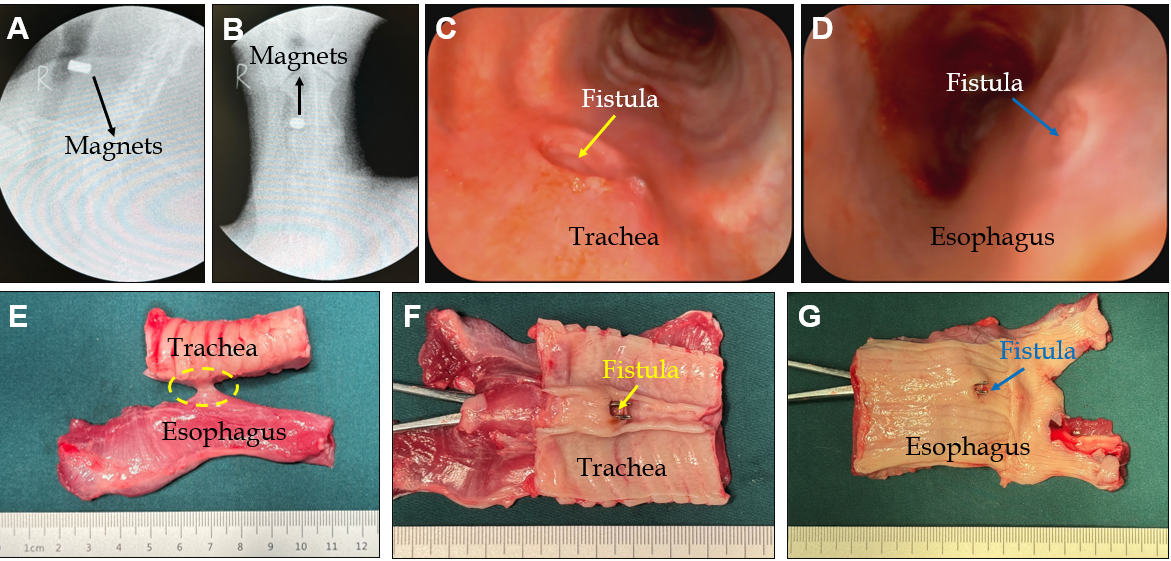 A
R
Magnets
B
Magnets
R
C
Fistula
Trachea
D
Fistula
Esophagus
E
Trachea
Esophagus
1cm 2 3 4 5 6 7 8 9 10 11 12
F
Fistula
Trachea
G
Fistula
Esophagus